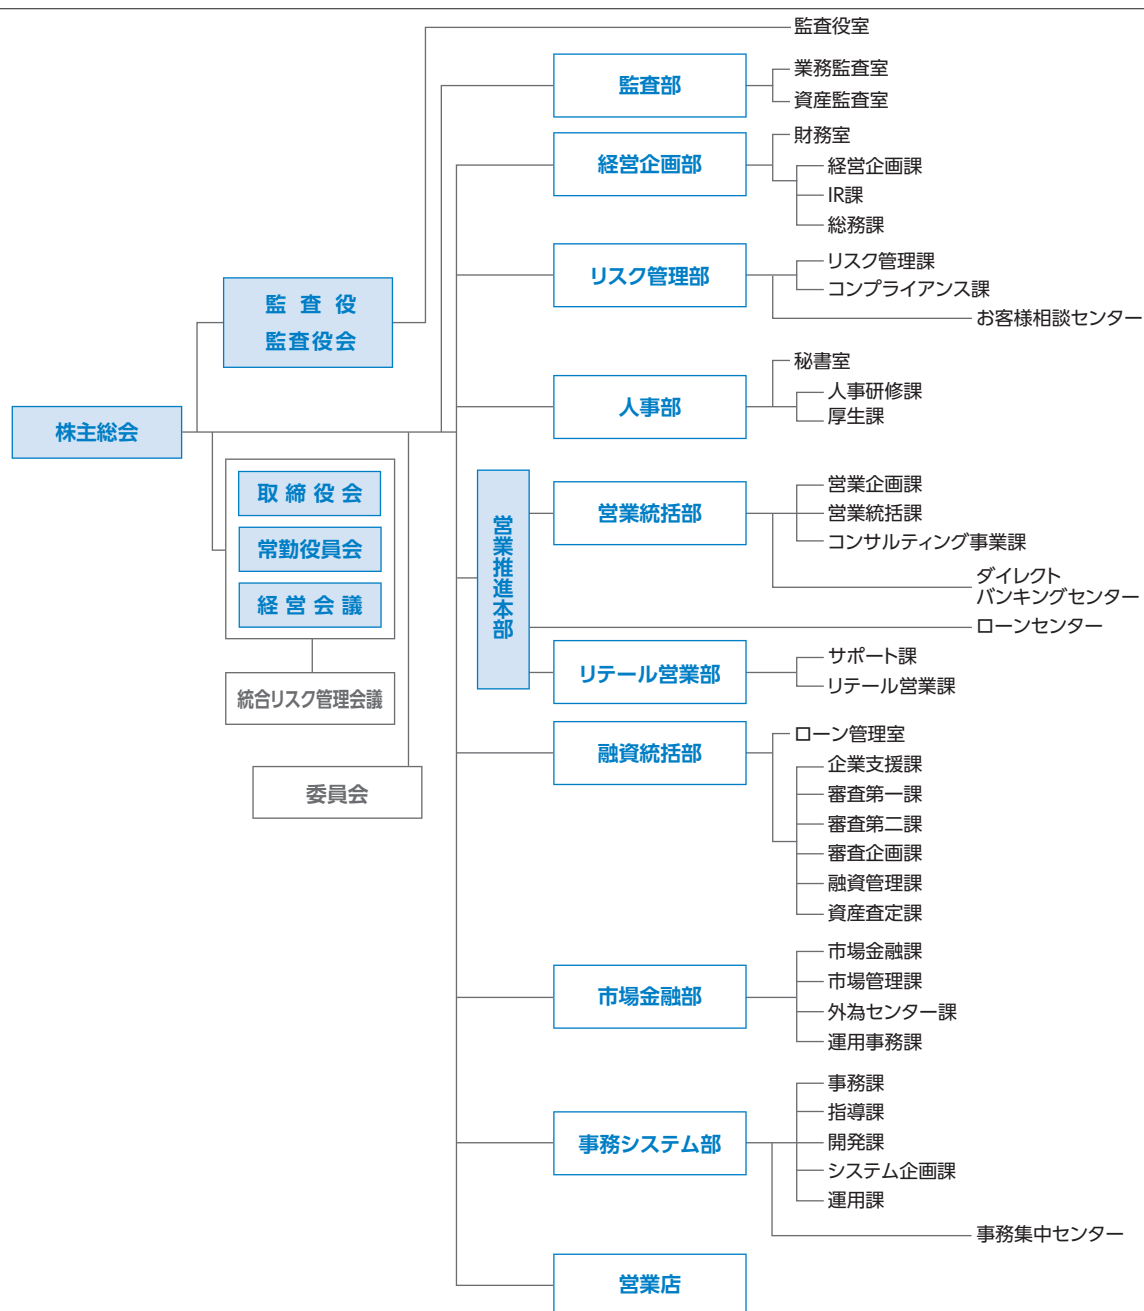 監査役室
監査部
業務監査室
資産監査室
経営企画部
財務室
経営企画課
IR課
総務課
リスク管理部
リスク管理課
コンプライアンス課
お客様相談センター
監査役
監査役会
人事部
秘書室
人事研修課
厚生課
株主総会
取締役会
常勤役員会
経営会議
統合リスク管理会議
委員会
営業推進本部
営業統括部
営業企画課
営業統括課
コンサルティング事業課
ダイレクト
バンキングセンター
ローンセンター
リテール営業部
サポート課
リテール営業課
融資統括部
ローン管理室
企業支援課
審査第一課
審査第二課
審査企画課
融資管理課
資産査定課
市場金融部
市場金融課
市場管理課
外為センター課
運用事務課
事務システム部
事務課
指導課
開発課
システム企画課
運用課
事務集中センター
営業店